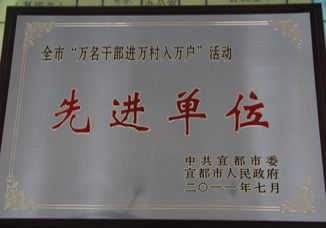 全市“万名干部进万村入万户”活动
先进单位
中共宜都市委
宜都市人民政府
二〇一一年七月